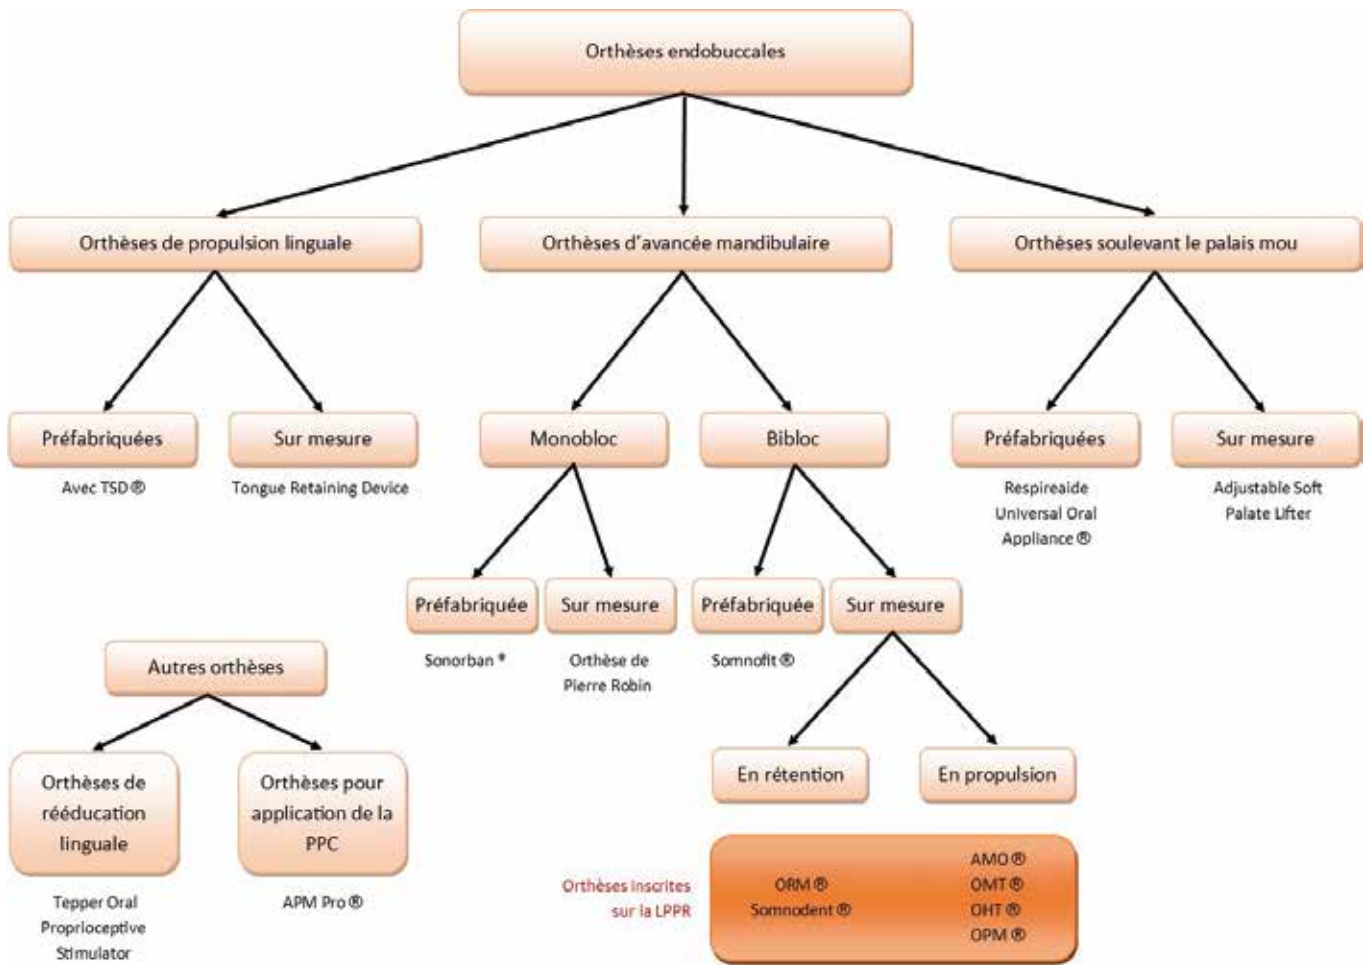 Orthèses endobuccales
Orthèses de propulsion linguale
Orthèses d'avancée mandibulaire
Orthèses soulevant le palais mou
Préfabriquées
Avec TSD ®
Sur mesure
Tongue Retaining Device
Monobloc
Bibloc
Préfabriquées
Respireaide
Universal Oral
Appliance ®
Sur mesure
Adjustable Soft
Palate Lifter
Préfabriquée
Sonorban *
Sur mesure
Orthèse de
Pierre Robin
Préfabriquée
Somnofit ®
Sur mesure
En rétention
En propulsion
Orthèses inscrites
sur la LPPR
ORM ®
Somnodent ®
AMO ®
OMT ®
OHT ®
OPM ®
Autres orthèses
Orthèses de
rééducation
linguale
Tepper Oral
Proprioceptive
Stimulator
Orthèses pour
application de la
PPC
APM Pro ®